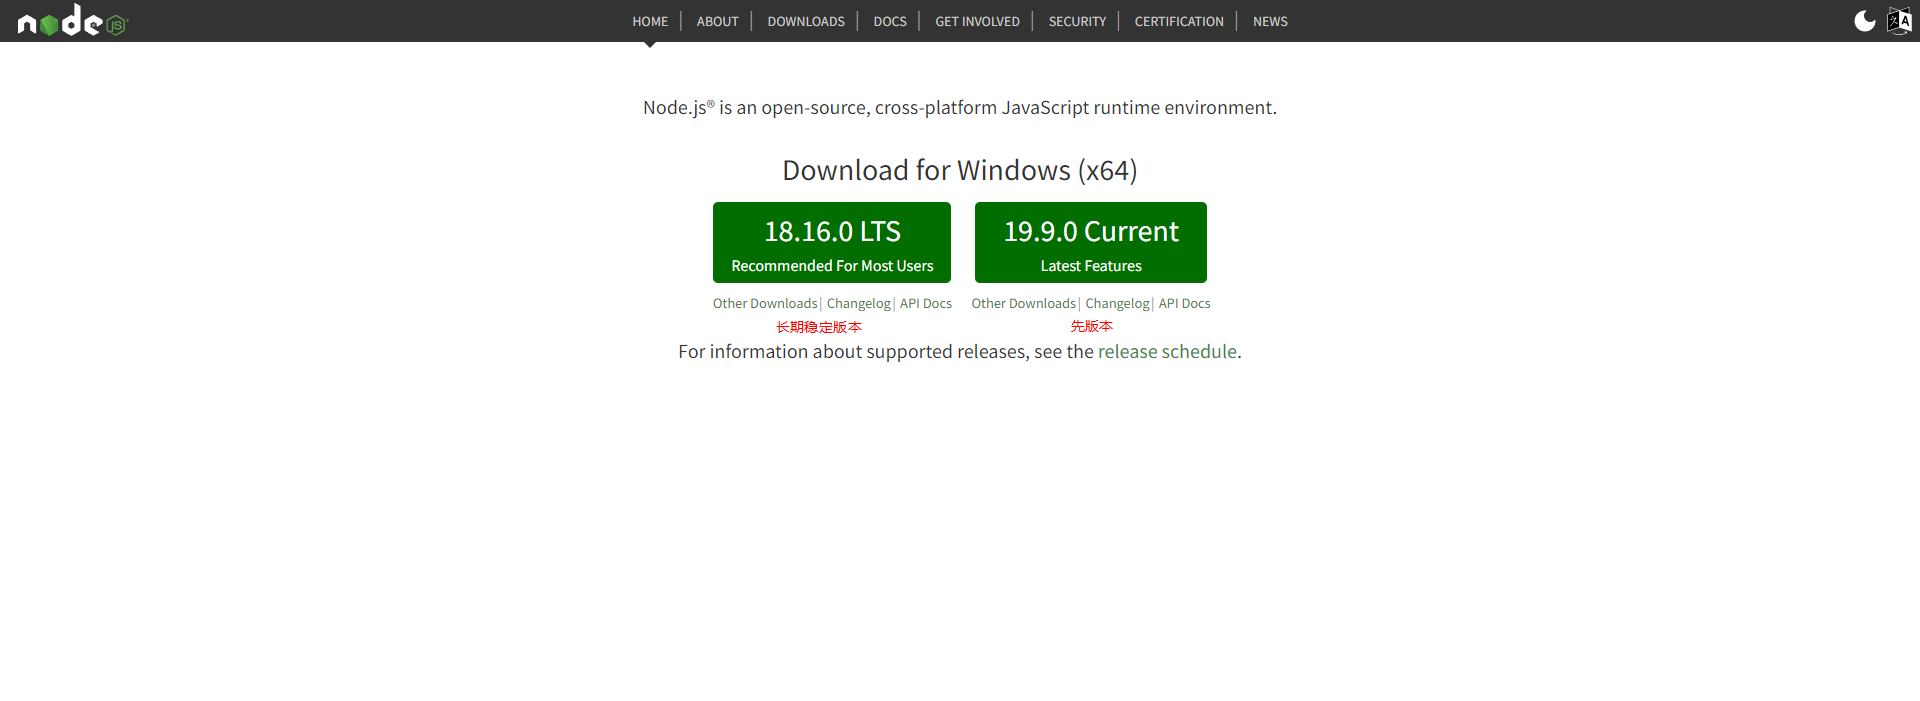 node JS
HOME | ABOUT | DOWNLOADS | DOCS | GET INVOLVED | SECURITY | CERTIFICATION | NEWS
Node.js® is an open-source, cross-platform JavaScript runtime environment.
Download for Windows (x64)
18.16.0 LTS
Recommended For Most Users
19.9.0 Current
Latest Features
Other Downloads | Changelog | API Docs
Other Downloads | Changelog | API Docs
长期稳定版本
先版本
For information about supported releases, see the release schedule.